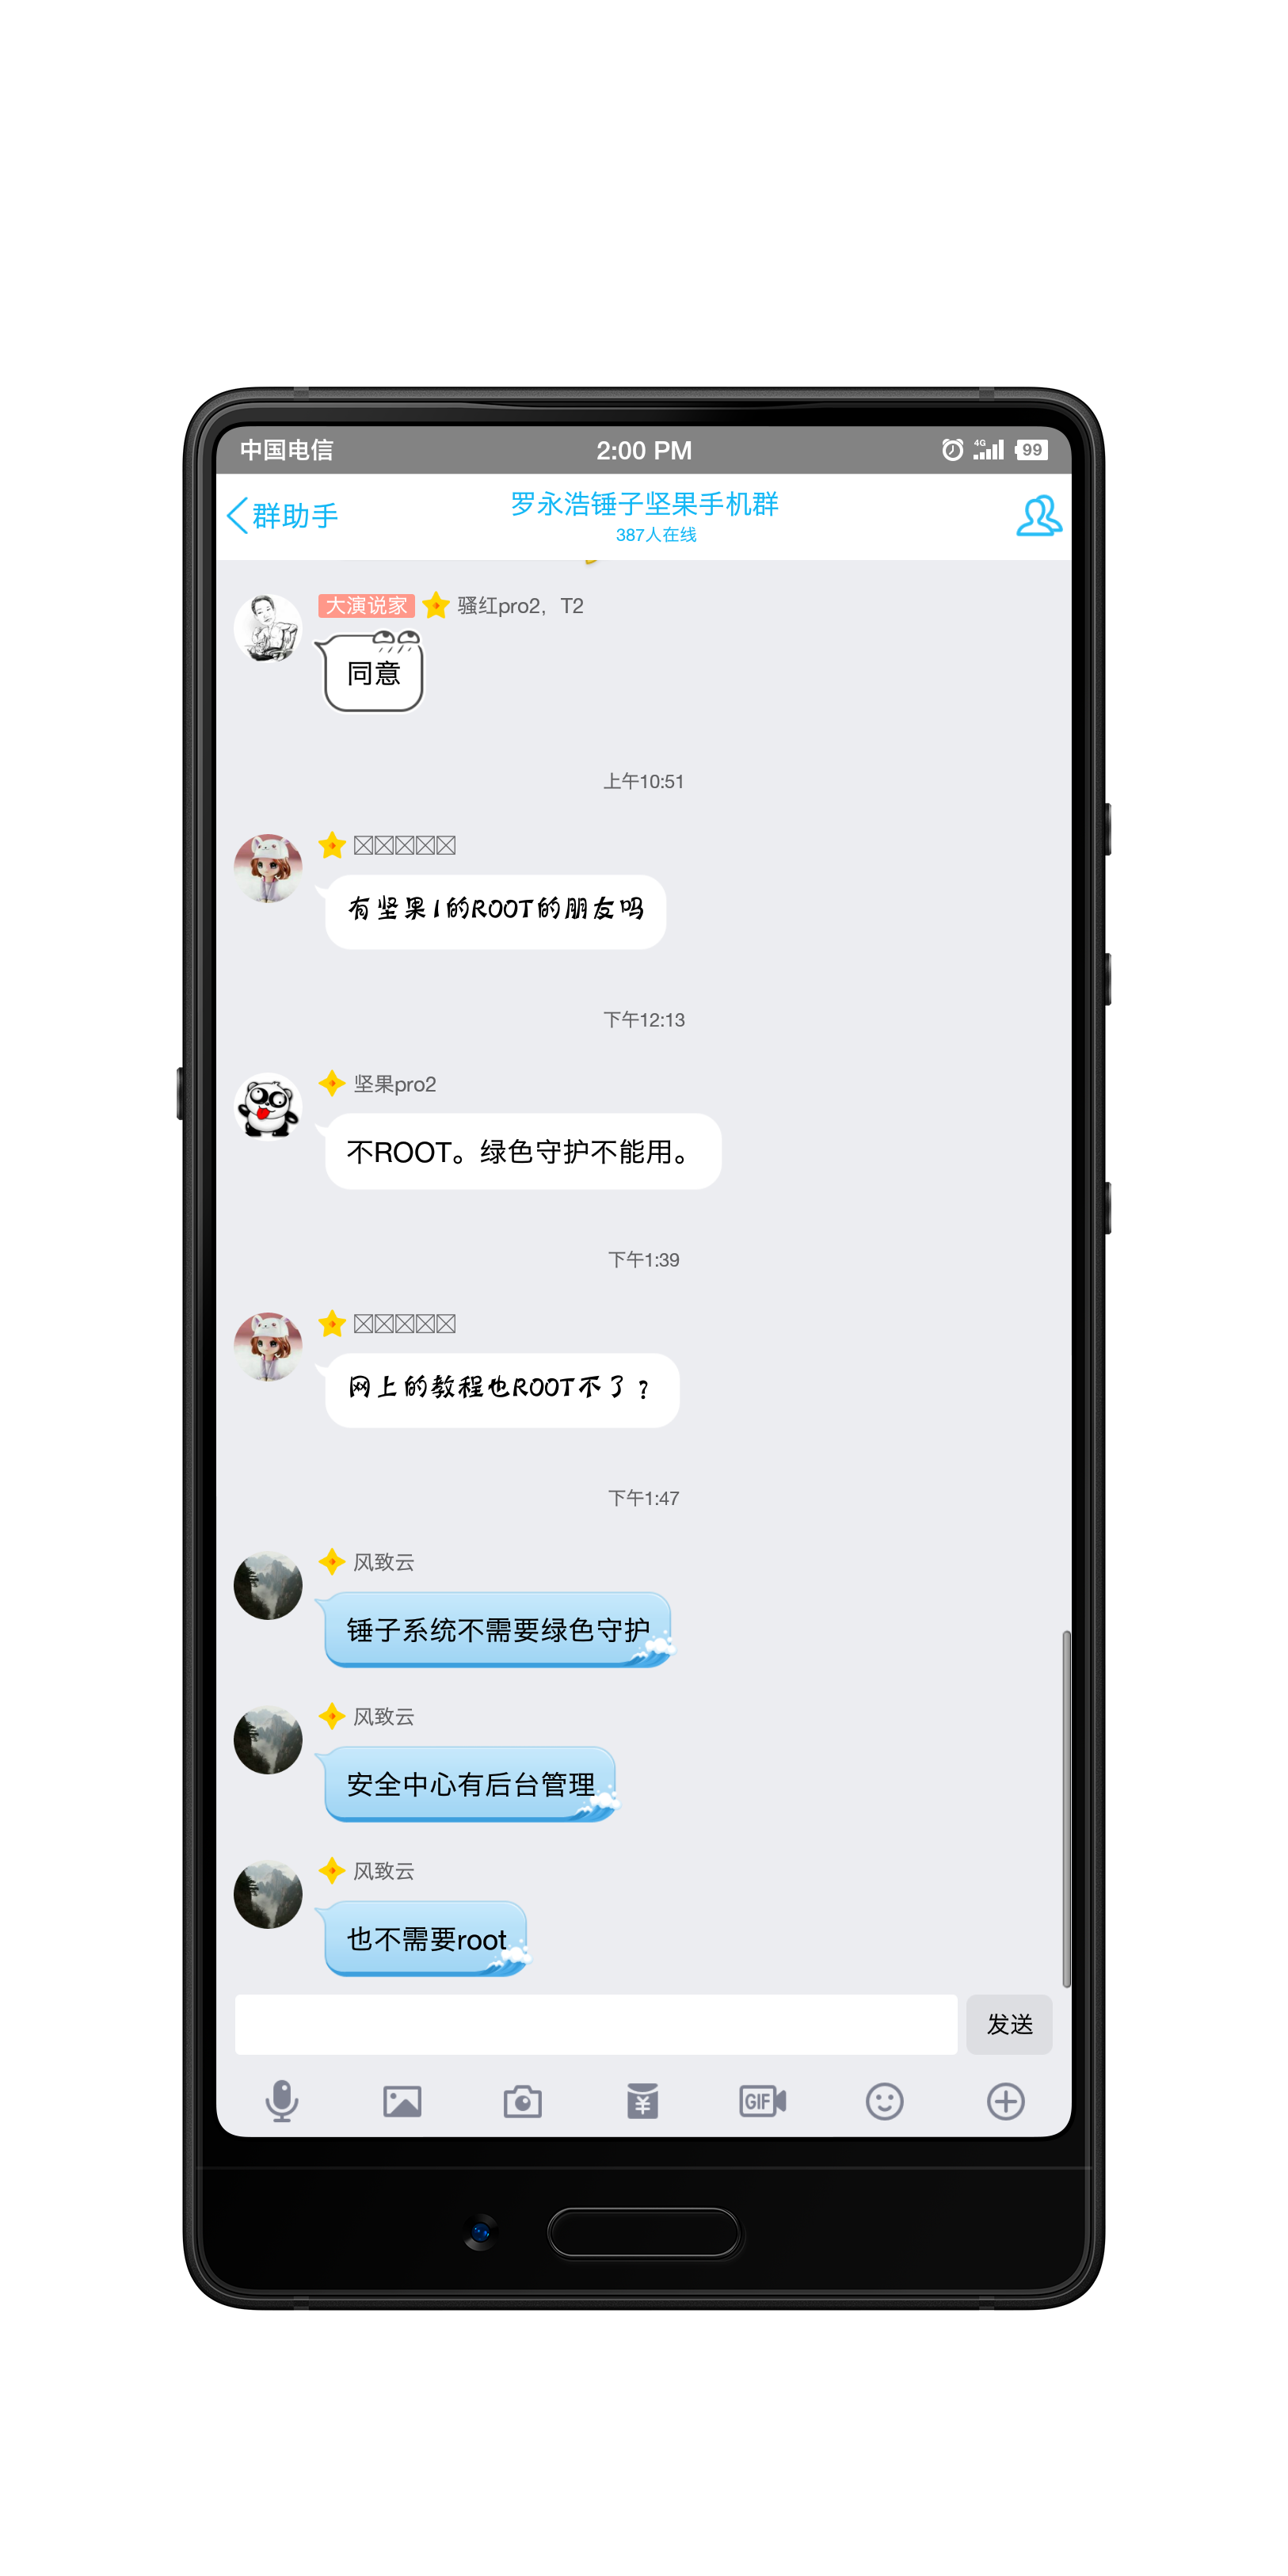 中国电信
2:00 PM
4G
99
群助手
罗永浩锤子坚果手机群
387人在线
大演说家 骚红pro2，T2
同意
上午10:51
有坚果1的ROOT的朋友吗
下午12:13
坚果pro2
不ROOT。绿色守护不能用。
下午1:39
网上的教程也ROOT不了？
下午1:47
风致云
锤子系统不需要绿色守护
风致云
安全中心有后台管理
风致云
也不需要root
发送
¥
GIF